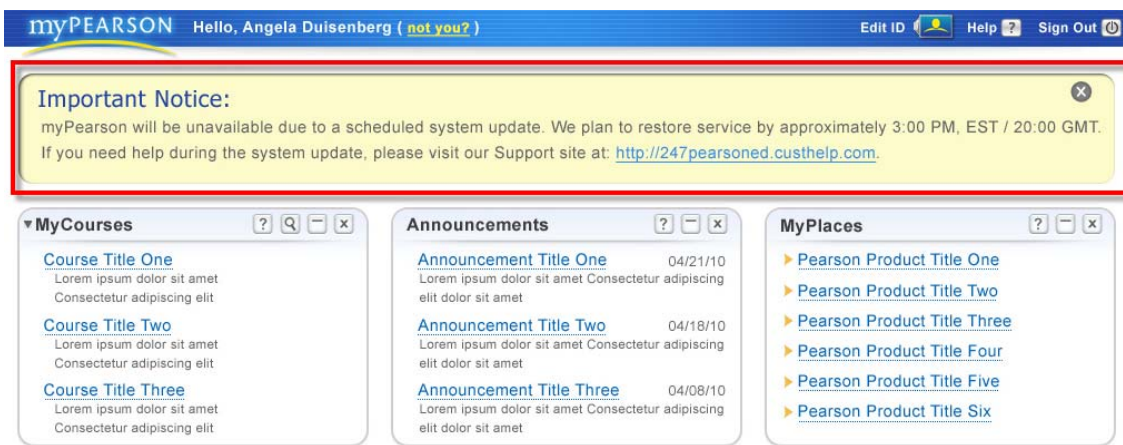 myPEARSON Hello, Angela Duisenberg ( not you? ) Edit ID Help ? Sign Out
Important Notice:
myPearson will be unavailable due to a scheduled system update. We plan to restore service by approximately 3:00 PM, EST / 20:00 GMT.
If you need help during the system update, please visit our Support site at: http://247pearsoned.custhelp.com.
MyCourses
Course Title One
Lorem ipsum dolor sit amet
Consectetur adipiscing elit
Course Title Two
Lorem ipsum dolor sit amet
Consectetur adipiscing elit
Course Title Three
Lorem ipsum dolor sit amet
Consectetur adipiscing elit
Announcements
Announcement Title One 04/21/10
Lorem ipsum dolor sit amet Consectetur adipiscing
elit dolor sit amet
Announcement Title Two 04/18/10
Lorem ipsum dolor sit amet Consectetur adipiscing
elit dolor sit amet
Announcement Title Three 04/08/10
Lorem ipsum dolor sit amet Consectetur adipiscing
elit dolor sit amet
MyPlaces
Pearson Product Title One
Pearson Product Title Two
Pearson Product Title Three
Pearson Product Title Four
Pearson Product Title Five
Pearson Product Title Six